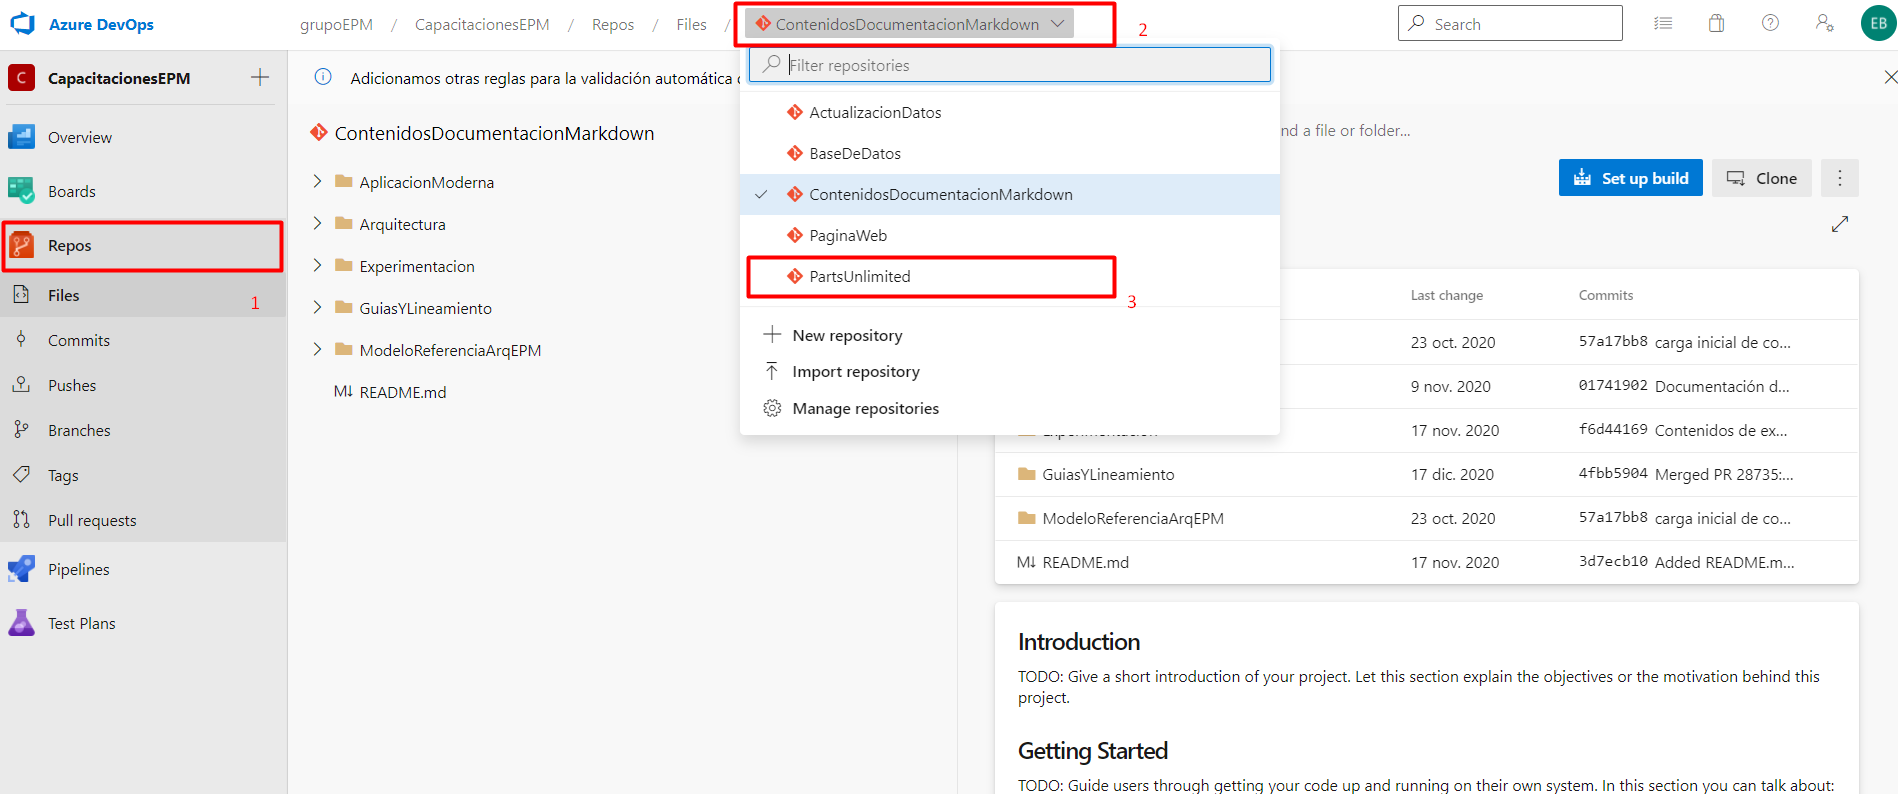 Azure DevOps
grupoEPM / CapacitacionesEPM / Repos / Files / ContenidosDocumentacionMarkdown
2
Search
EB
C CapacitacionesEPM
Overview
Boards
Repos
Files
1
Commits
Pushes
Branches
Tags
Pull requests
Pipelines
Test Plans
Adicionamos otras reglas para la validación automática
ContenidosDocumentacionMarkdown
AplicacionModerna
Arquitectura
Experimentacion
GuiasYLineamiento
ModeloReferenciaArqEPM
M↓ README.md
Filter repositories
ActualizacionDatos
BaseDeDatos
ContenidosDocumentacionMarkdown
PaginaWeb
PartsUnlimited
3
New repository
Import repository
Manage repositories
nd a file or folder...
Set up build
Clone
Last change Commits
23 oct. 2020 57a17bb8 carga inicial de co...
9 nov. 2020 01741902 Documentación d...
Experimentacion 17 nov. 2020 f6d44169 Contenidos de ex...
GuiasYLineamiento 17 dic. 2020 4fbb5904 Merged PR 28735:...
ModeloReferenciaArqEPM 23 oct. 2020 57a17bb8 carga inicial de co...
M↓ README.md 17 nov. 2020 3d7ecb10 Added README.m...
Introduction
TODO: Give a short introduction of your project. Let this section explain the objectives or the motivation behind this
project.
Getting Started
TODO: Guide users through getting your code up and running on their own system. In this section you can talk about: